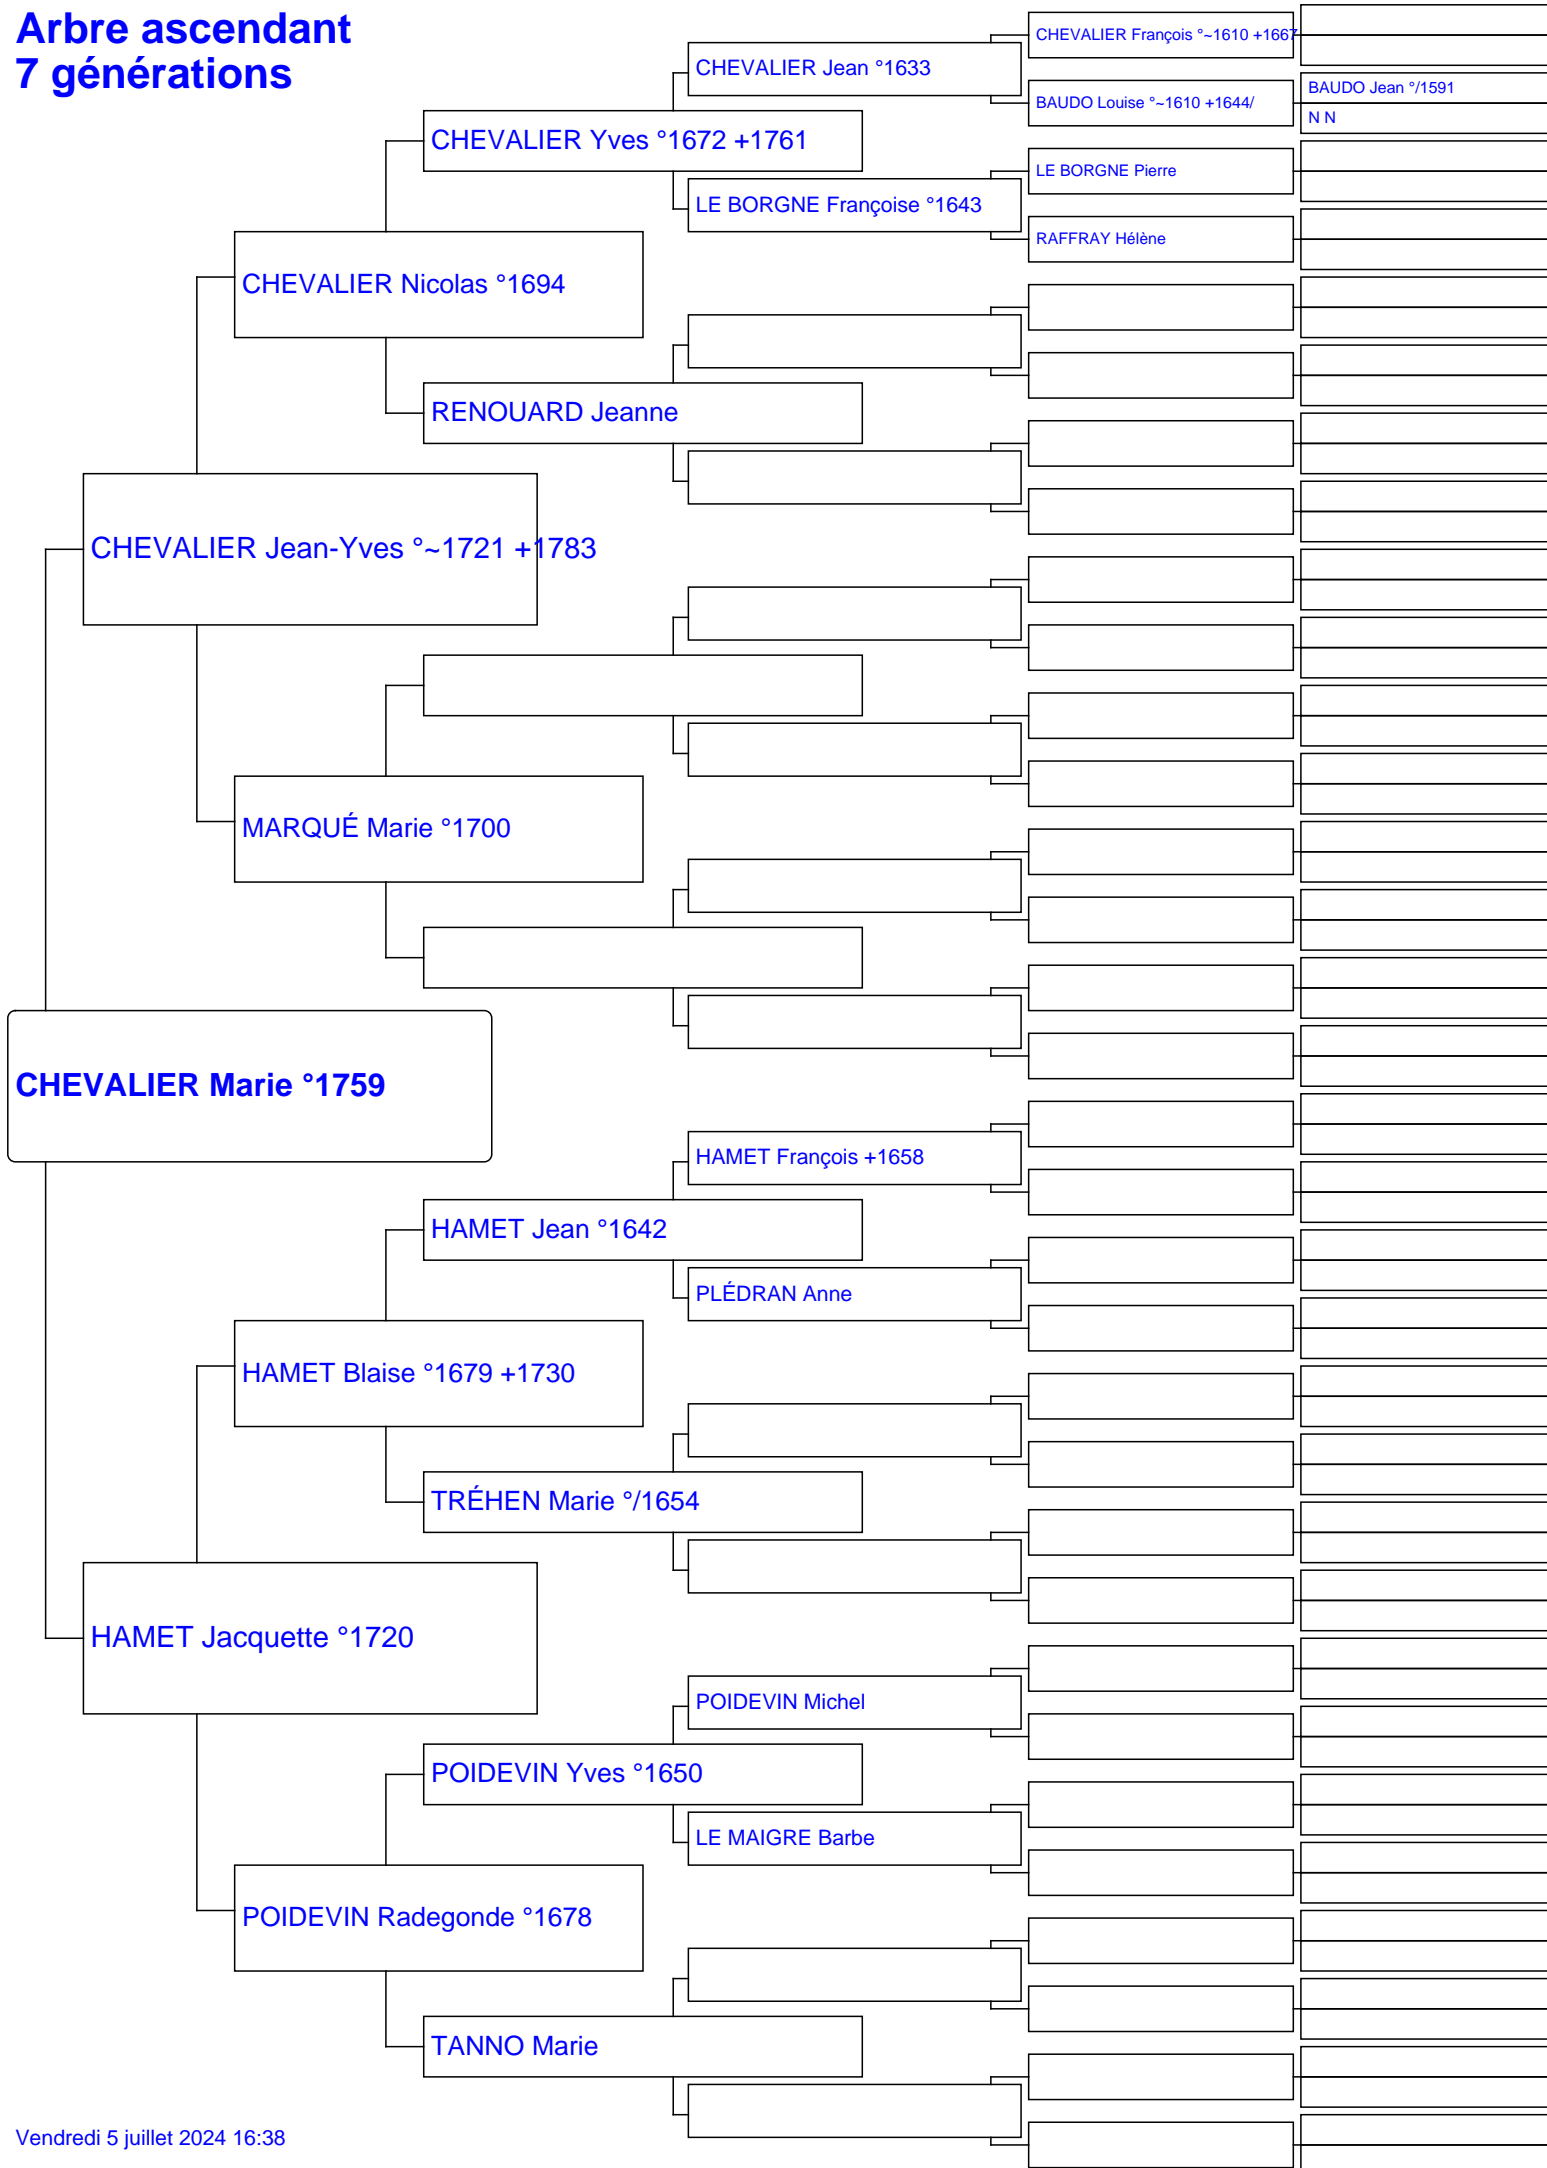 Arbre ascendant
7 générations
CHEVALIER François °~1610 +1667
CHEVALIER Jean °1633
BAUDO Jean °/1591
BAUDO Louise °~1610 +1644/
N N
CHEVALIER Yves °1672 +1761
LE BORGNE Pierre
LE BORGNE Françoise °1643
RAFFRAY Hélène
CHEVALIER Nicolas °1694
RENOUARD Jeanne
CHEVALIER Jean-Yves °~1721 +1783
MARQUÉ Marie °1700
CHEVALIER Marie °1759
HAMET François +1658
HAMET Jean °1642
PLÉDRAN Anne
HAMET Blaise °1679 +1730
TRÉHEN Marie °/1654
HAMET Jacquette °1720
POIDEVIN Michel
POIDEVIN Yves °1650
LE MAIGRE Barbe
POIDEVIN Radegonde °1678
TANNO Marie
Vendredi 5 juillet 2024 16:38